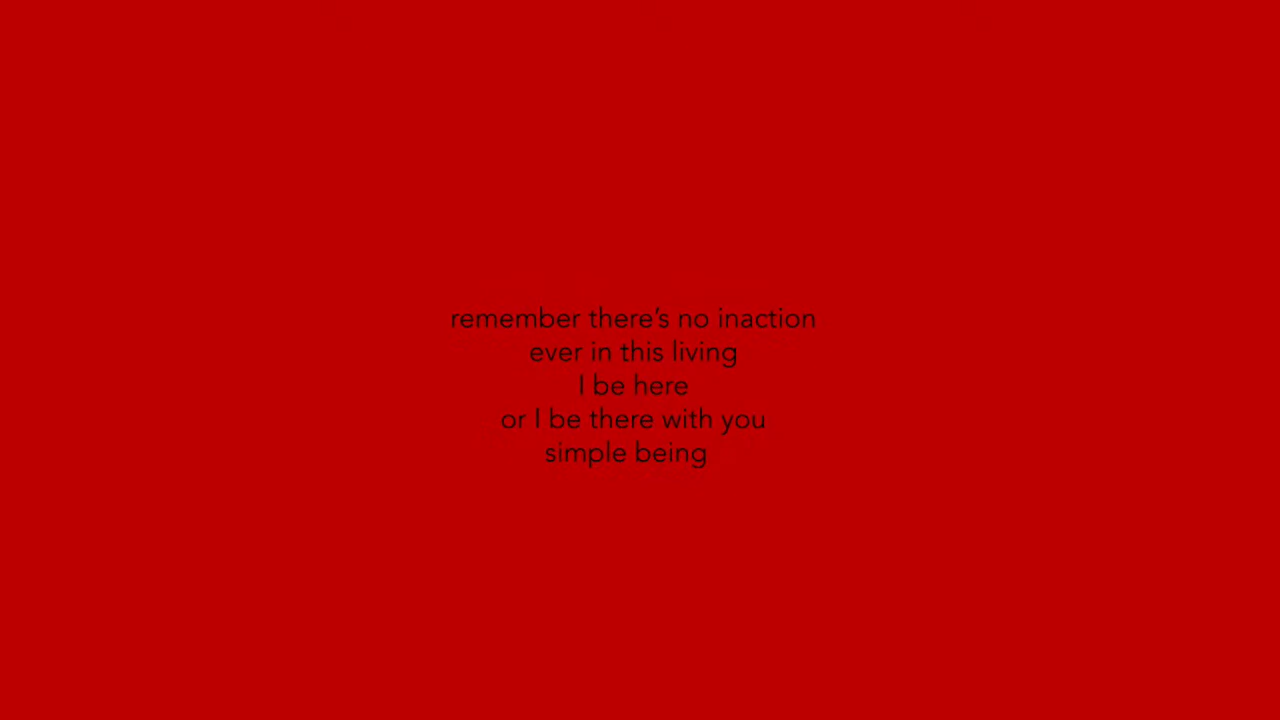 remember there's no inaction
ever in this living
I be here
or I be there with you
simple being